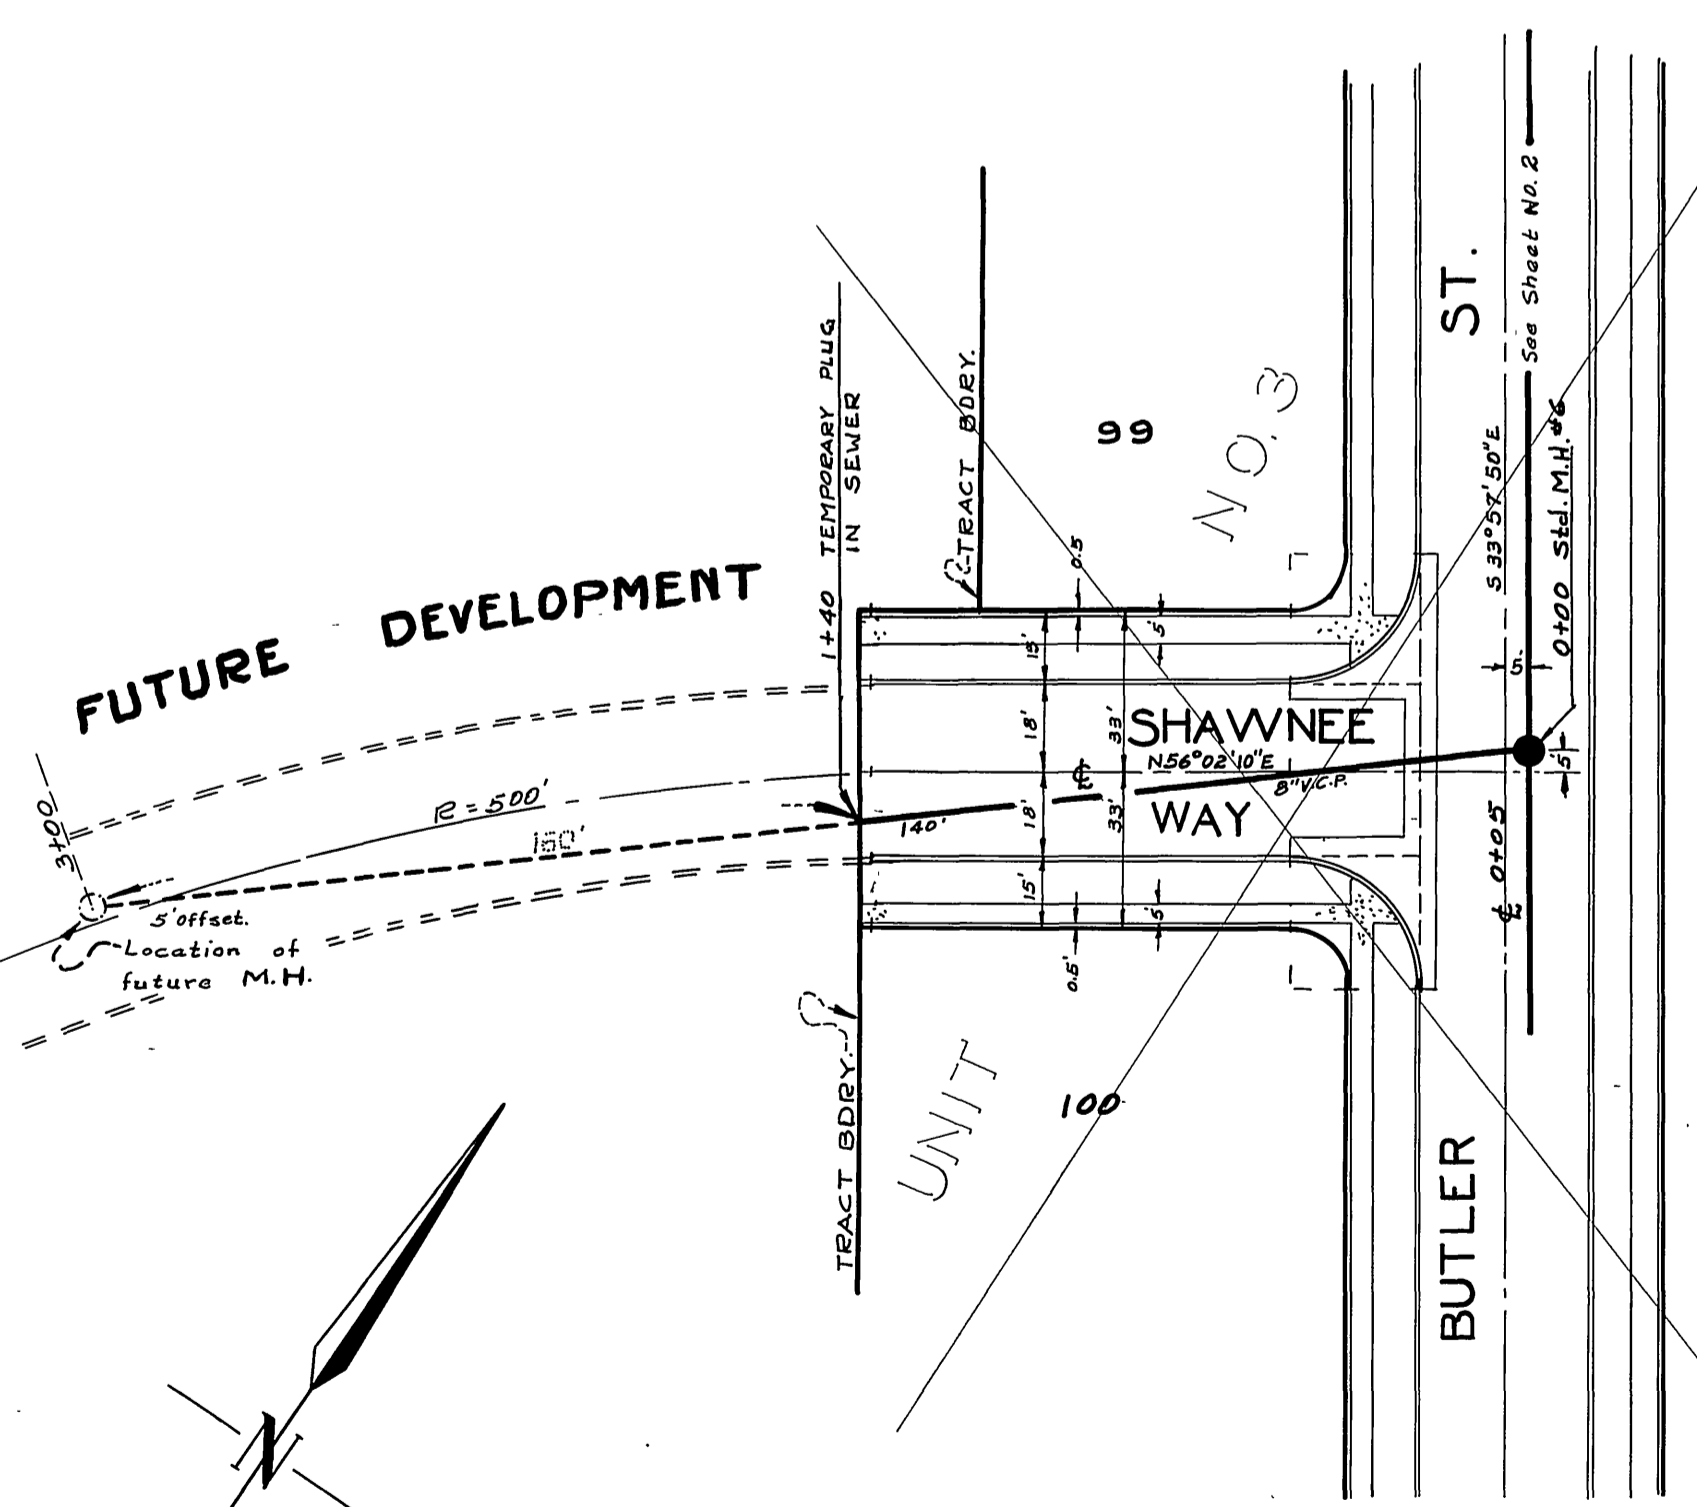 FUTURE DEVELOPMENT
1+40 TEMPORARY PLUG
IN SEWER
TRACT BDRY.
99
NO. 3
ST.
See Sheet No. 2
S 33°57'50"E
0+00 Std. M.H. #6
0.5
5'
15'
18'
33'
SHAWNEE
N56°02'10"E
℄
8" V.C.P.
WAY
5'
5'
3+00
R = 500'
160'
140'
18'
33'
15'
5'
0.5'
℄ 0+05
5' offset.
Location of
future M.H.
TRACT BDRY.
UNIT
100
BUTLER
N